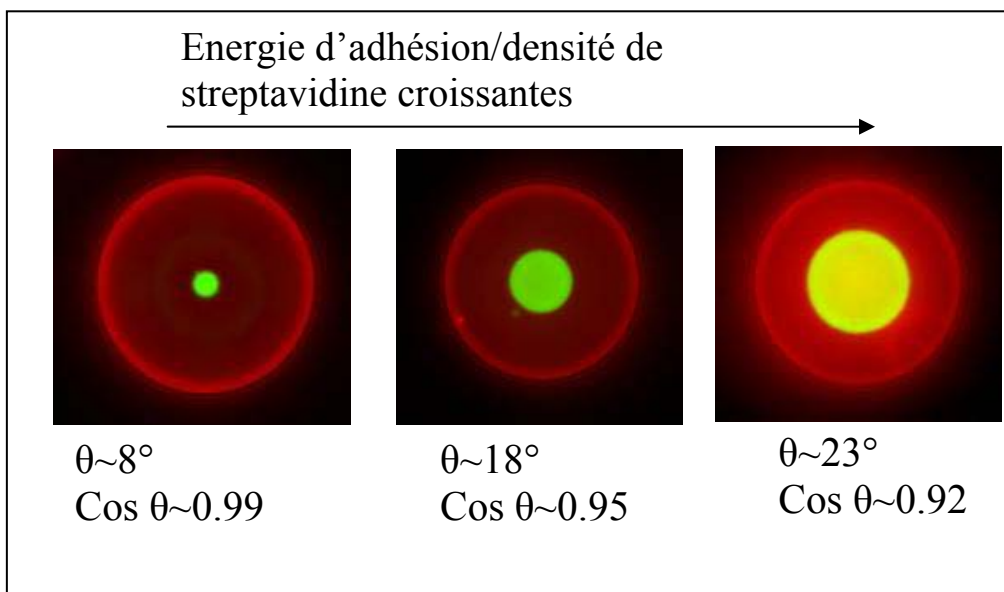 Energie d’adhésion/densité de
streptavidine croissantes
θ~8°
Cos θ~0.99
θ~18°
Cos θ~0.95
θ~23°
Cos θ~0.92